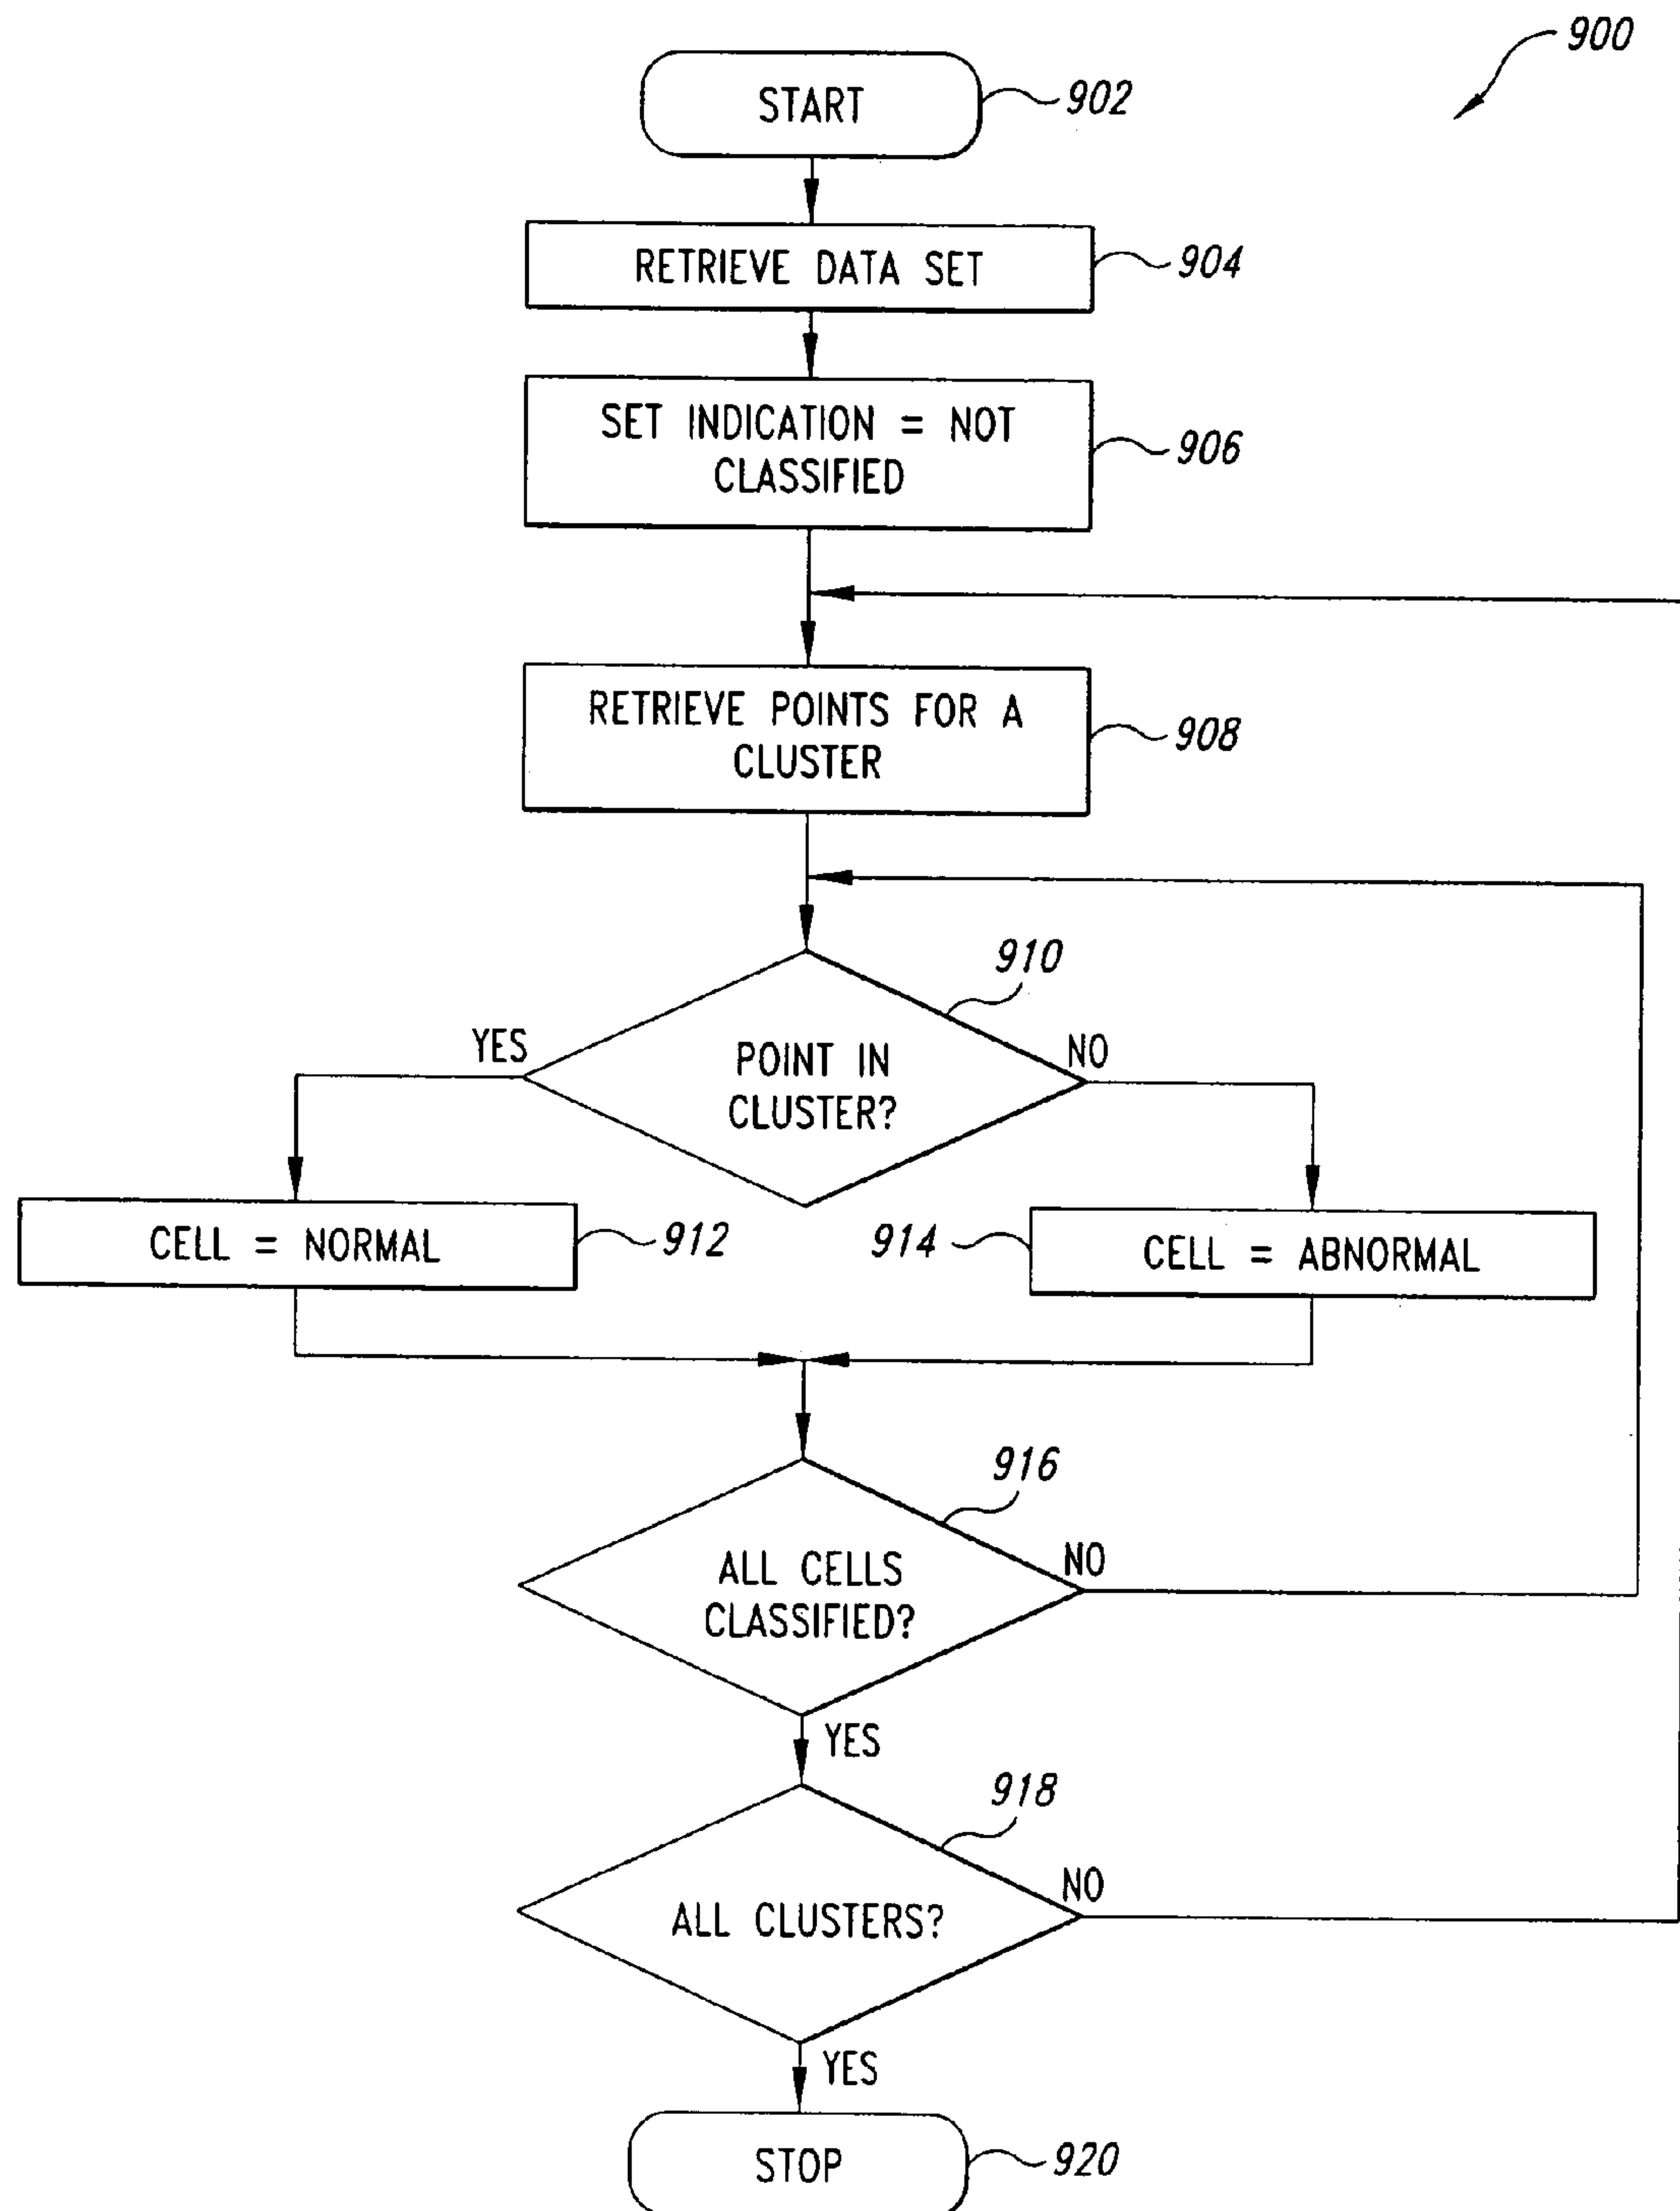 900
START
902
RETRIEVE DATA SET
904
SET INDICATION = NOT
CLASSIFIED
906
RETRIEVE POINTS FOR A
CLUSTER
908
910
YES
NO
POINT IN
CLUSTER?
CELL = NORMAL
912
914
CELL = ABNORMAL
916
NO
ALL CELLS
CLASSIFIED?
YES
918
NO
ALL CLUSTERS?
YES
STOP
920